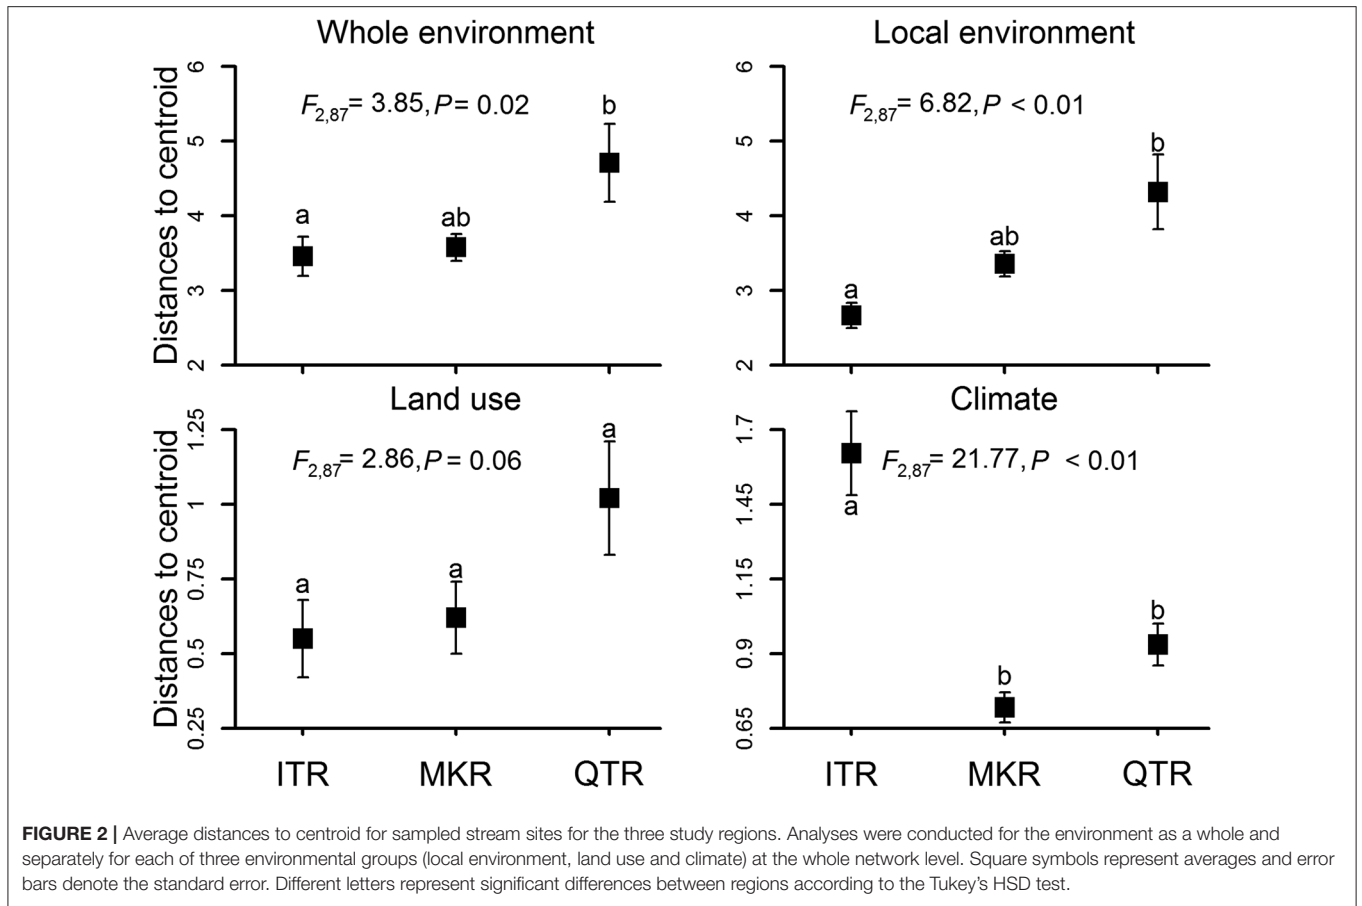 Whole environment
Distances to centroid
6
5
4
3
2
F2,87= 3.85, P= 0.02
a
ab
b
Local environment
6
5
4
3
2
F2,87= 6.82, P < 0.01
a
ab
b
Land use
Distances to centroid
1.25
1
0.75
0.5
0.25
F2,87= 2.86, P= 0.06
a
a
a
ITR
MKR
QTR
Climate
1.7
1.45
1.15
0.9
0.65
F2,87= 21.77, P < 0.01
a
b
b
ITR
MKR
QTR
FIGURE 2 | Average distances to centroid for sampled stream sites for the three study regions. Analyses were conducted for the environment as a whole and
separately for each of three environmental groups (local environment, land use and climate) at the whole network level. Square symbols represent averages and error
bars denote the standard error. Different letters represent significant differences between regions according to the Tukey's HSD test.